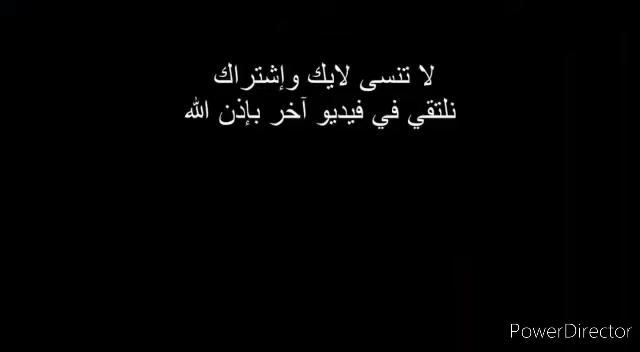 لا تنسى لايك وإشتراك
نلتقي في فيديو آخر بإذن الله
PowerDirector